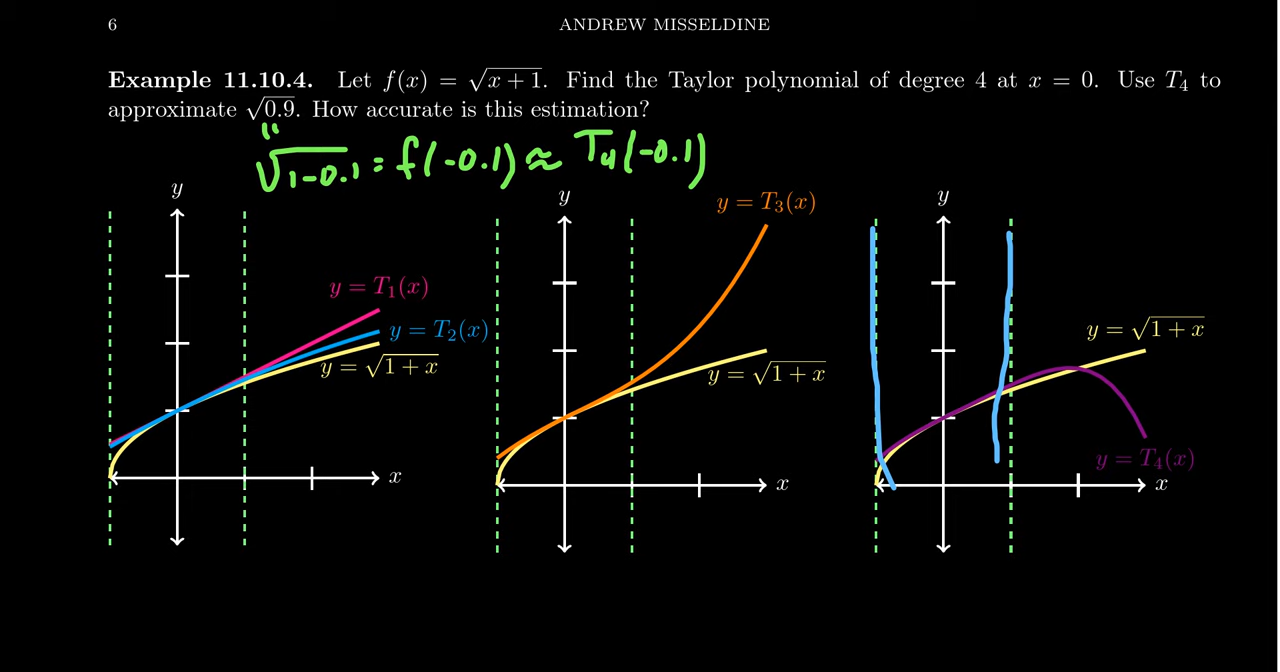 6 ANDREW MISSELDINE
Example 11.10.4. Let f(x) = √(x + 1). Find the Taylor polynomial of degree 4 at x = 0. Use T₄ to
approximate √0.9. How accurate is this estimation?
"
√(1-0.1) = f(-0.1) ≈ T₄(-0.1)
y
y = T₁(x)
y = T₂(x)
y = √(1 + x)
x
y
y = T₃(x)
y = √(1 + x)
x
y
y = √(1 + x)
y = T₄(x)
x